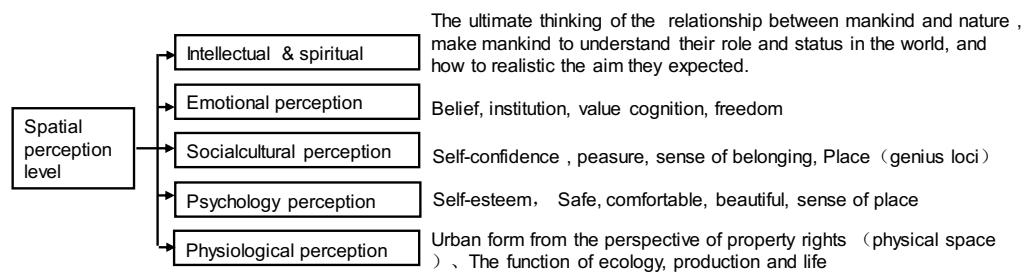 The ultimate thinking of the relationship between mankind and nature ,
Intellectual & spiritual
make mankind to understand their role and status in the world, and
how to realistic the aim they expected.
Emotional perception
Belief, institution, value cognition, freedom
Spatial
perception
level
Socialcultural perception
Self-confidence , peasure, sense of belonging, Place（genius loci）
Psychology perception
Self-esteem， Safe, comfortable, beautiful, sense of place
Physiological perception
Urban form from the perspective of property rights （physical space
）、The function of ecology, production and life